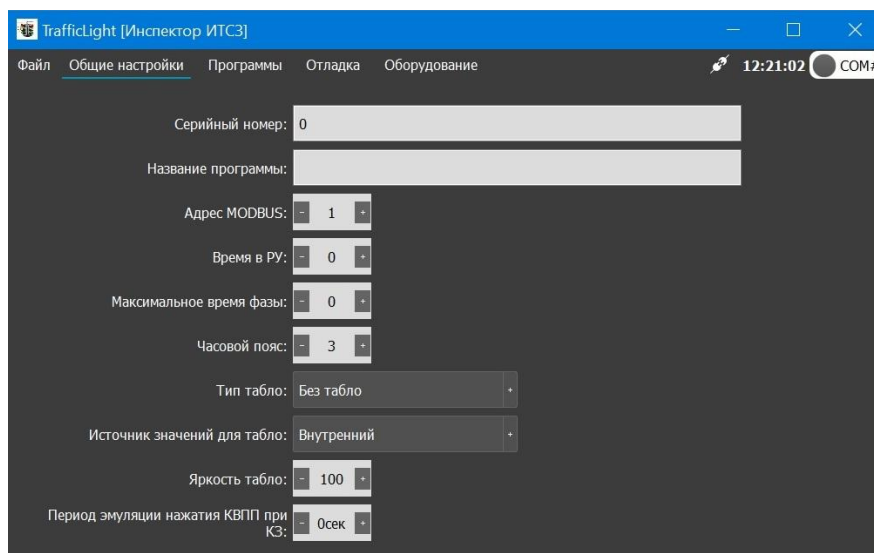 TrafficLight [Инспектор ИТСЗ]
Файл Общие настройки Программы Отладка Оборудование 12:21:02 COM
Серийный номер: 0
Название программы:
Адрес MODBUS: - 1 +
Время в РУ: - 0 +
Максимальное время фазы: - 0 +
Часовой пояс: - 3 +
Тип табло: Без табло +
Источник значений для табло: Внутренний +
Яркость табло: - 100 +
Период эмуляции нажатия КВПП при
КЗ: - 0сек +